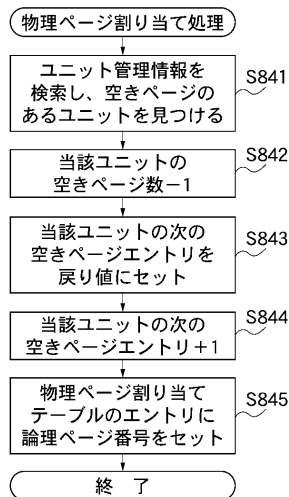 物理ページ割り当て処理
ユニット管理情報を
検索し、空きページの
あるユニットを見つける
S841
当該ユニットの
空きページ数−1
S842
当該ユニットの次の
空きページエントリを
戻り値にセット
S843
当該ユニットの次の
空きページエントリ+1
S844
物理ページ割り当て
テーブルのエントリに
論理ページ番号をセット
S845
終 了